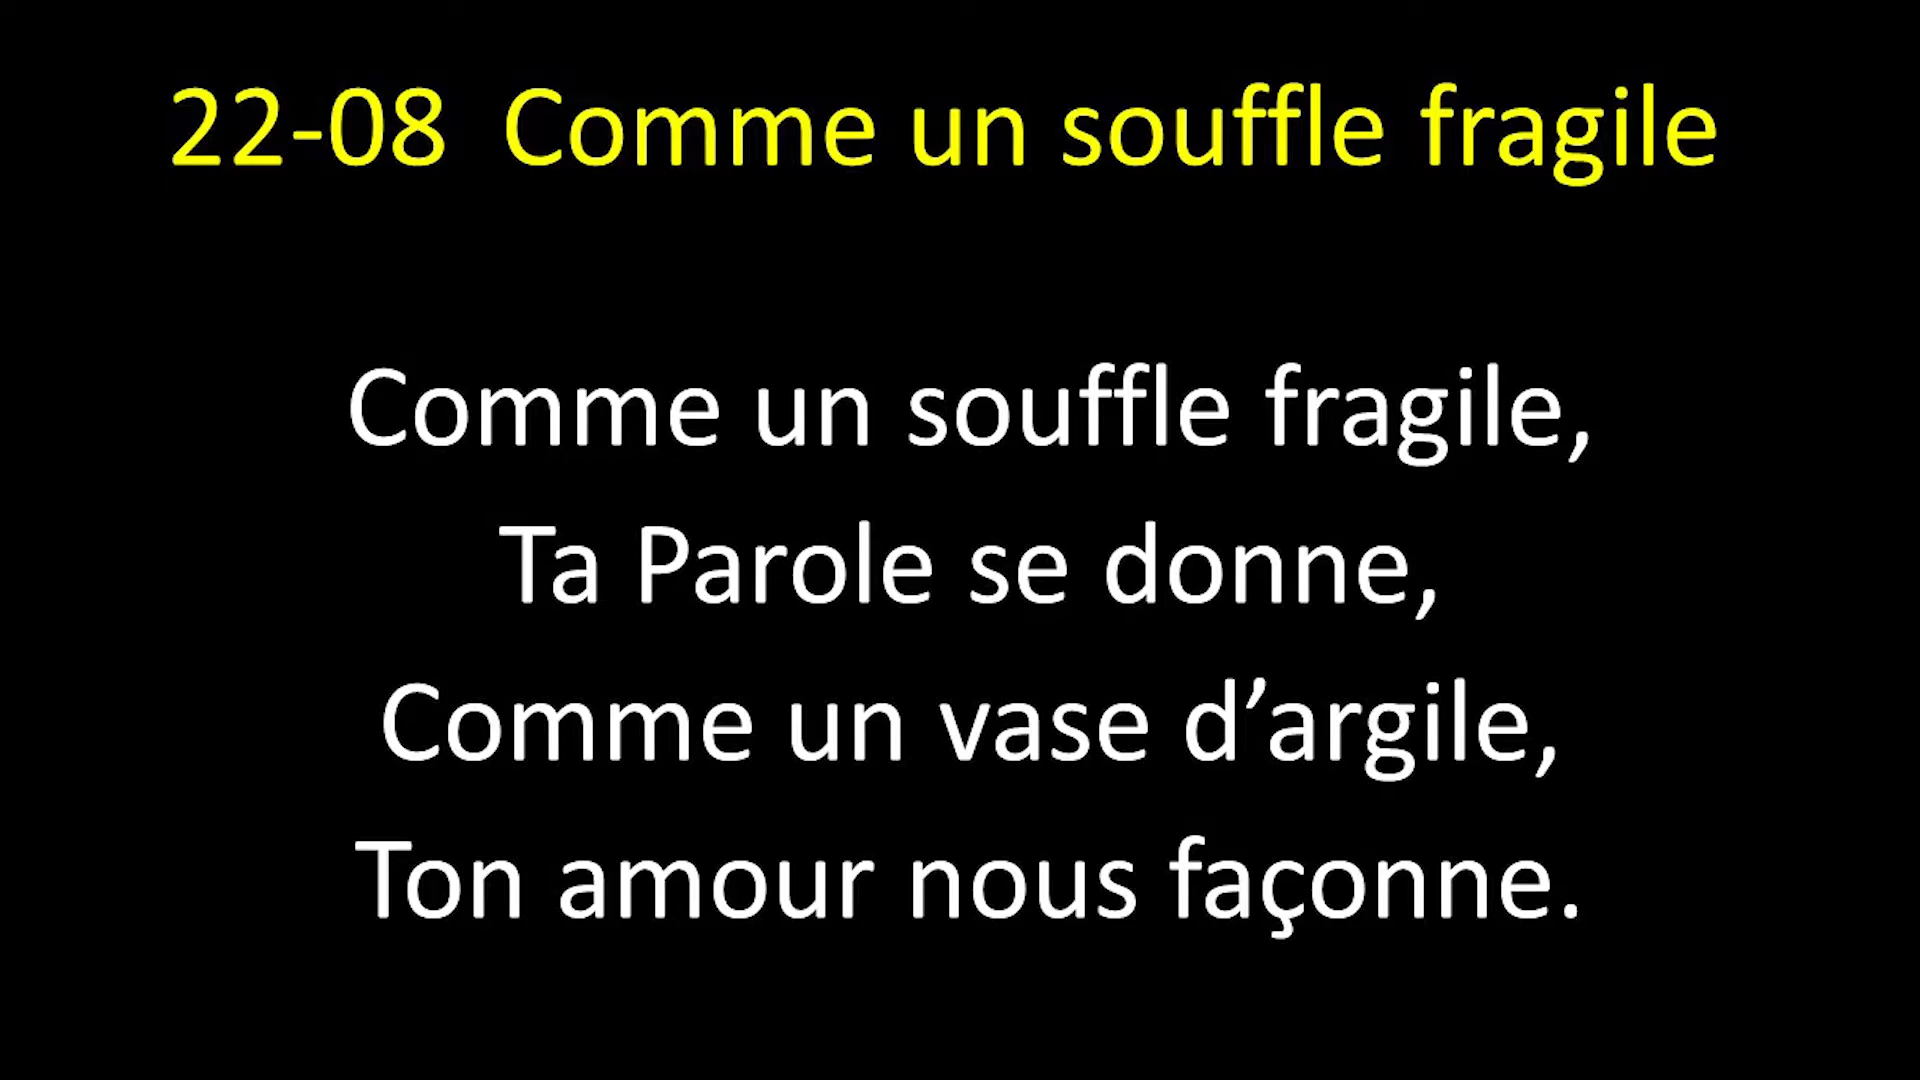 22-08  Comme un souffle fragile
Comme un souffle fragile,
Ta Parole se donne,
Comme un vase d’argile,
Ton amour nous façonne.